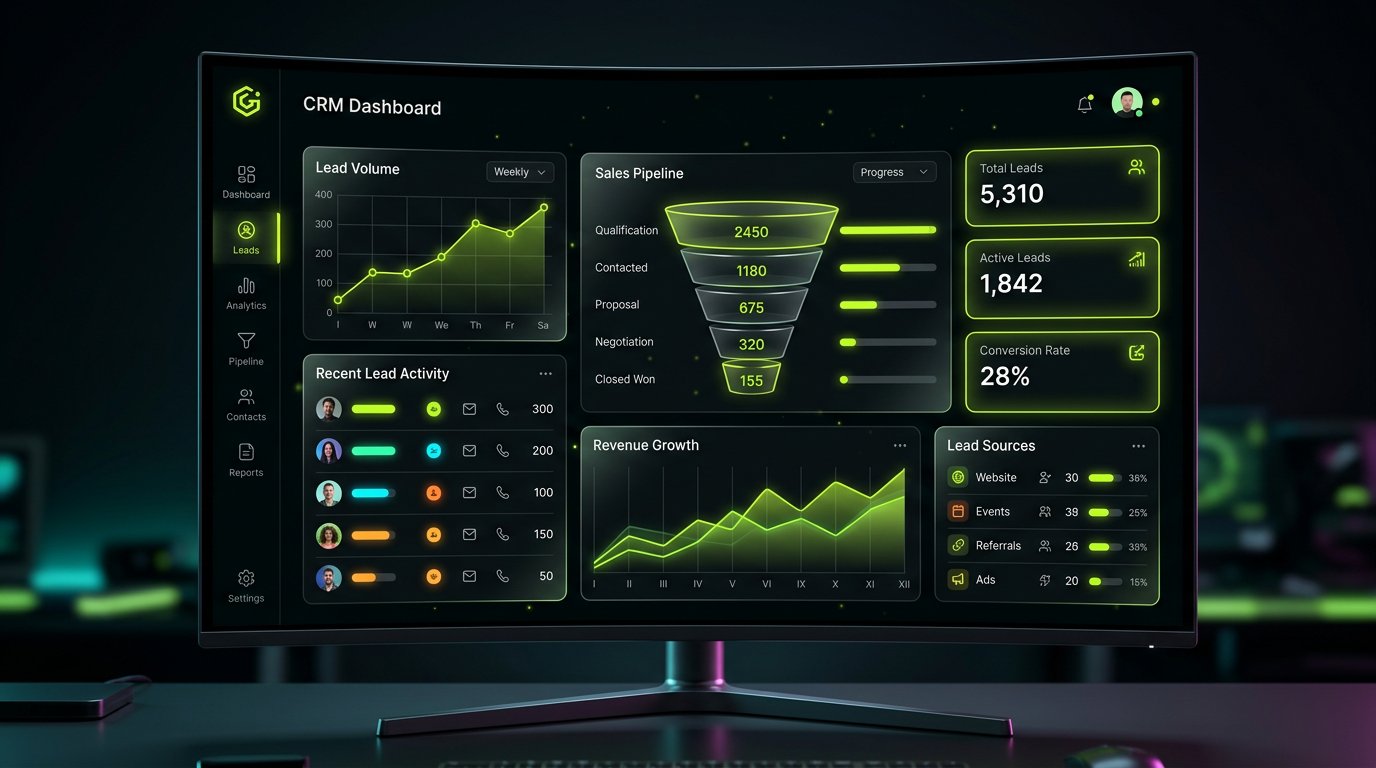 CRM Dashboard
Dashboard
Leads
Analytics
Pipeline
Contacts
Reports
Settings
Lead Volume
Weekly
400
300
200
100
0
I W W We Th Fr Sa
Recent Lead Activity
300
200
100
150
50
Sales Pipeline
Progress
Qualification 2450
Contacted 1180
Proposal 675
Negotiation 320
Closed Won 155
Total Leads
5,310
Active Leads
1,842
Conversion Rate
28%
Revenue Growth
I II III IV V VI IX X XI XII
Lead Sources
Website 30 36%
Events 39 25%
Referrals 26 38%
Ads 20 15%